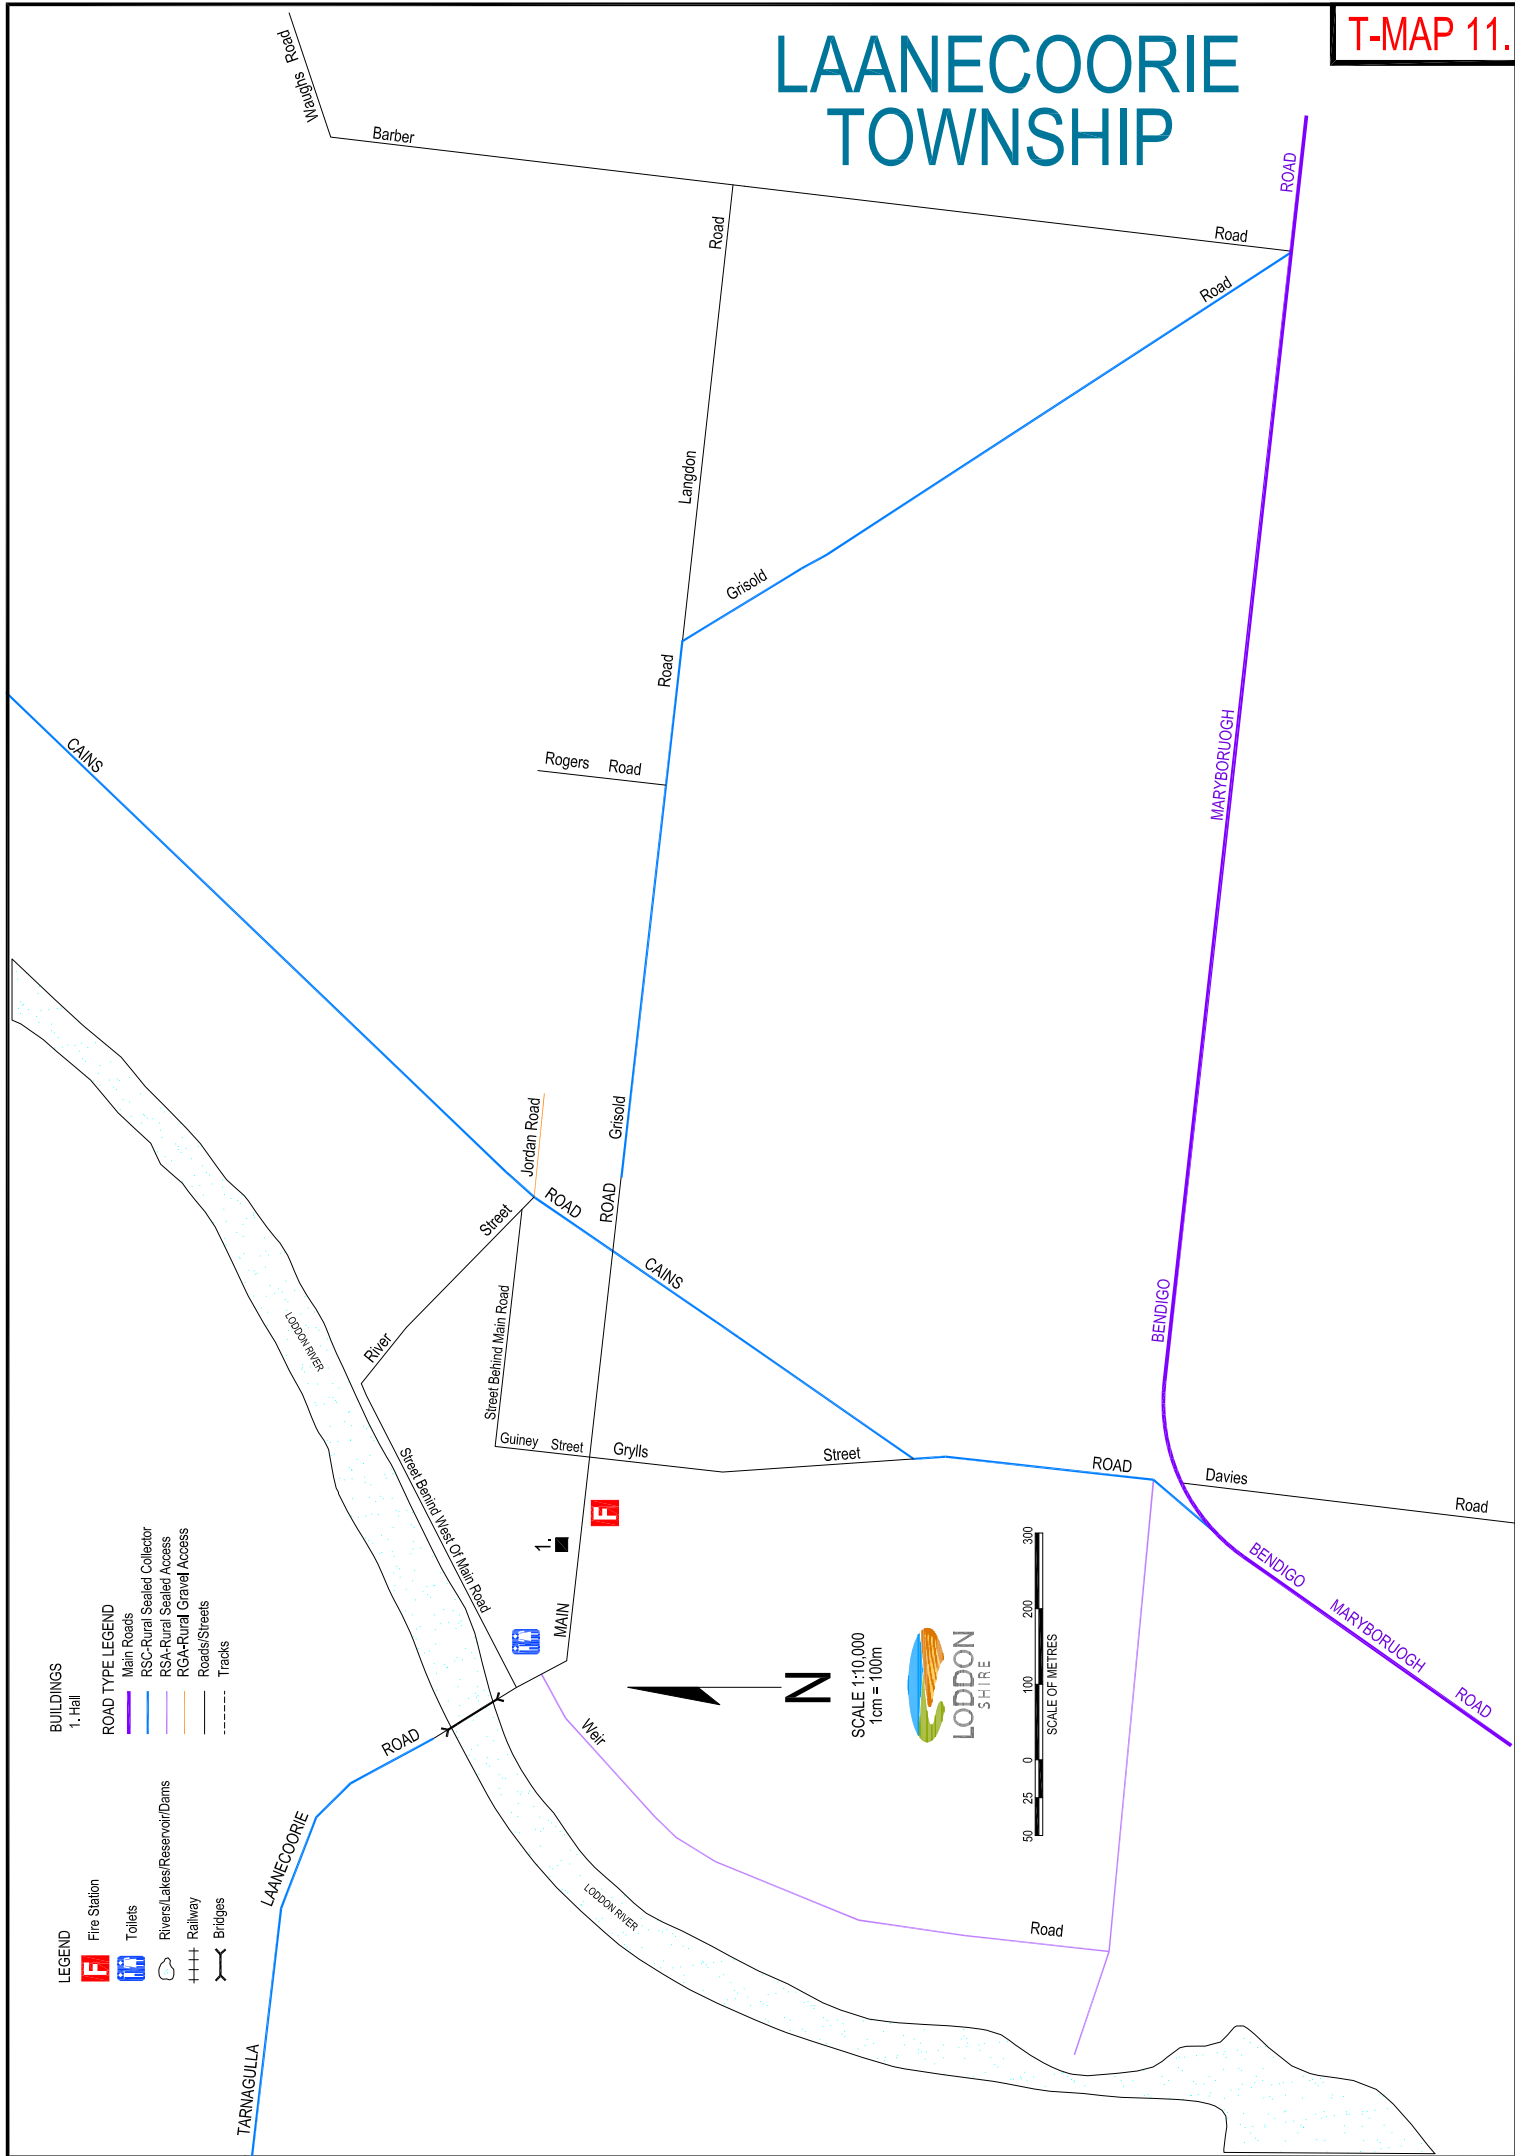 T-MAP 11.
LAANECOORIE
TOWNSHIP
Waughs Road
Barber
Road
ROAD
Road
Road
Langdon
Grisold
Road
Rogers Road
CAINS
MARYBORUOGH
Jordan Road
Grisold
ROAD
ROAD
Street
CAINS
River
Street Behind Main Road
BENDIGO
LODDON RIVER
Guiney Street
Grylls
Street
ROAD
Davies
Road
Street Benind West Of Main Road
1.
F
MAIN
BENDIGO
MARYBORUOGH
ROAD
Weir
Road
LODDON RIVER
ROAD
LAANECOORIE
TARNAGULLA
BUILDINGS
1. Hall
ROAD TYPE LEGEND
Main Roads
RSC-Rural Sealed Collector
RSA-Rural Sealed Access
RGA-Rural Gravel Access
Roads/Streets
Tracks
LEGEND
F Fire Station
Toilets
Rivers/Lakes/Reservoir/Dams
Railway
Bridges
N
SCALE 1:10,000
1cm = 100m
LODDON
SHIRE
50 25 0 100 200 300
SCALE OF METRES